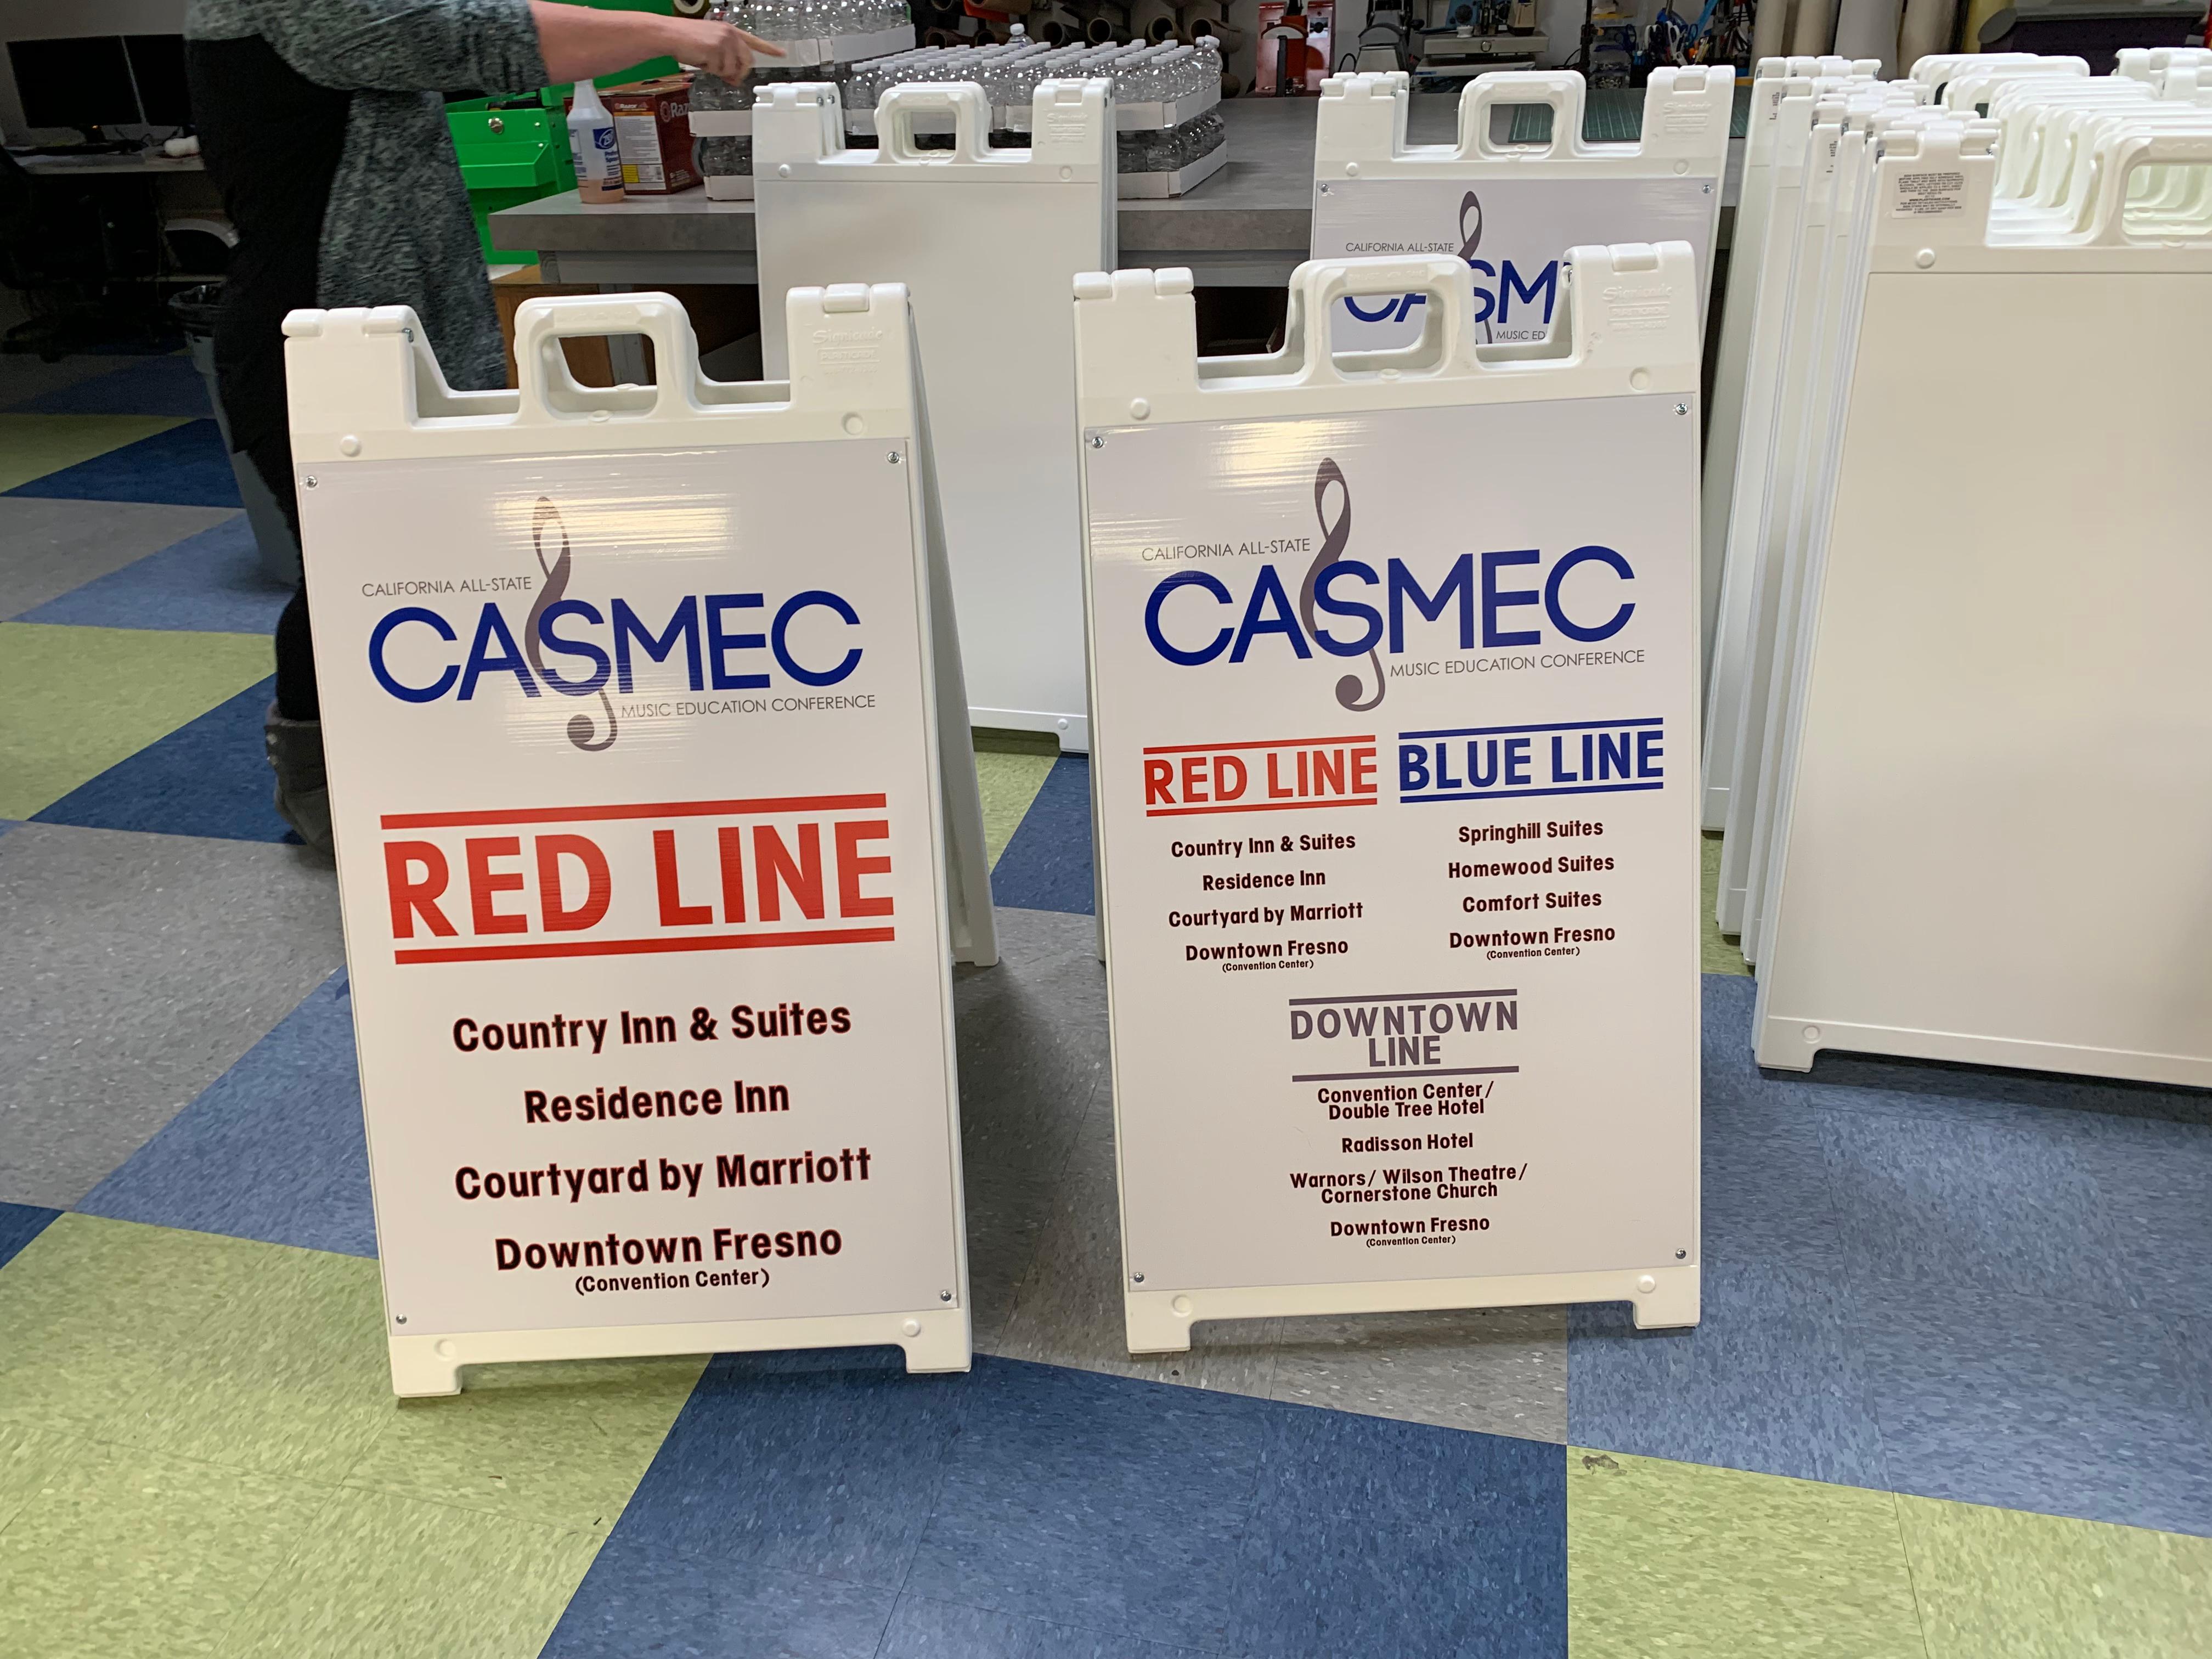 CALIFORNIA ALL-STATE
CASMEC
MUSIC EDUCATION CONFERENCE
RED LINE
Country Inn & Suites
Residence Inn
Courtyard by Marriott
Downtown Fresno
(Convention Center)
CALIFORNIA ALL-STATE
CASMEC
MUSIC EDUCATION CONFERENCE
RED LINE
Country Inn & Suites
Residence Inn
Courtyard by Marriott
Downtown Fresno
(Convention Center)
BLUE LINE
Springhill Suites
Homewood Suites
Comfort Suites
Downtown Fresno
(Convention Center)
DOWNTOWN
LINE
Convention Center/
Double Tree Hotel
Radisson Hotel
Warnors/ Wilson Theatre/
Cornerstone Church
Downtown Fresno
(Convention Center)
CALIFORNIA ALL-STATE
CASM
MUSIC ED
Signicade
Signicade